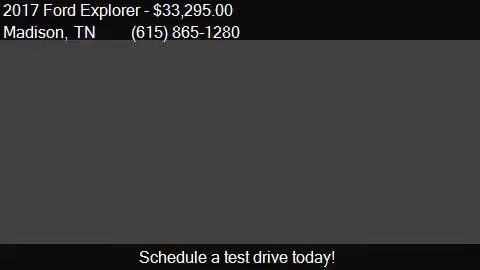 2017 Ford Explorer - $33,295.00
Madison, TN (615) 865-1280
Schedule a test drive today!